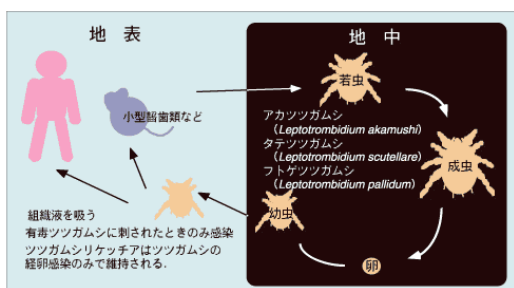 地 表
地 中
小型齧歯類など
若虫
アカツツガムシ
(Leptotrombidium akamushi)
タテツツガムシ
(Leptotrombidium scutellare)
フトゲツツガムシ
(Leptotrombidium pallidum)
成虫
幼虫
卵
組織液を吸う
有毒ツツガムシに刺されたときのみ感染
ツツガムシリケッチアはツツガムシの
経卵感染のみで維持される.